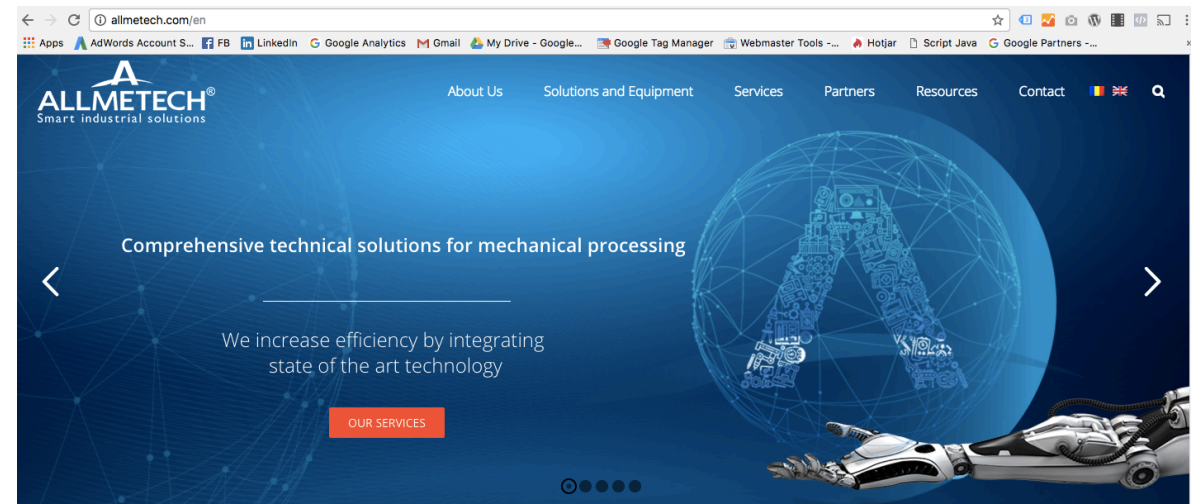 allmetech.com/en
Apps AdWords Account S... FB LinkedIn Google Analytics Gmail My Drive - Google... Google Tag Manager Webmaster Tools -... Hotjar Script Java Google Partners -... »
ALLMETECH®
Smart industrial solutions
About Us Solutions and Equipment Services Partners Resources Contact
Comprehensive technical solutions for mechanical processing
We increase efficiency by integrating
state of the art technology
OUR SERVICES